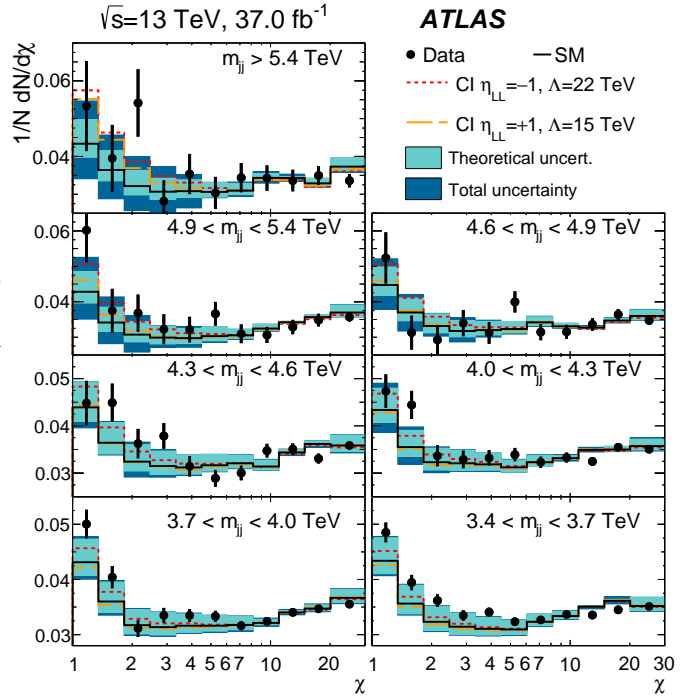 √s=13 TeV, 37.0 fb⁻¹
ATLAS
1/N dN/dχ
m_jj > 5.4 TeV
Data
SM
CI η_LL=−1, Λ=22 TeV
CI η_LL=+1, Λ=15 TeV
Theoretical uncert.
Total uncertainty
0.06
0.04
4.9 < m_jj < 5.4 TeV
4.6 < m_jj < 4.9 TeV
0.06
0.04
4.3 < m_jj < 4.6 TeV
4.0 < m_jj < 4.3 TeV
0.05
0.03
3.7 < m_jj < 4.0 TeV
3.4 < m_jj < 3.7 TeV
0.05
0.04
0.03
1 2 3 4 5 6 7 10 20 1 2 3 4 5 6 7 10 20 30
χ χ